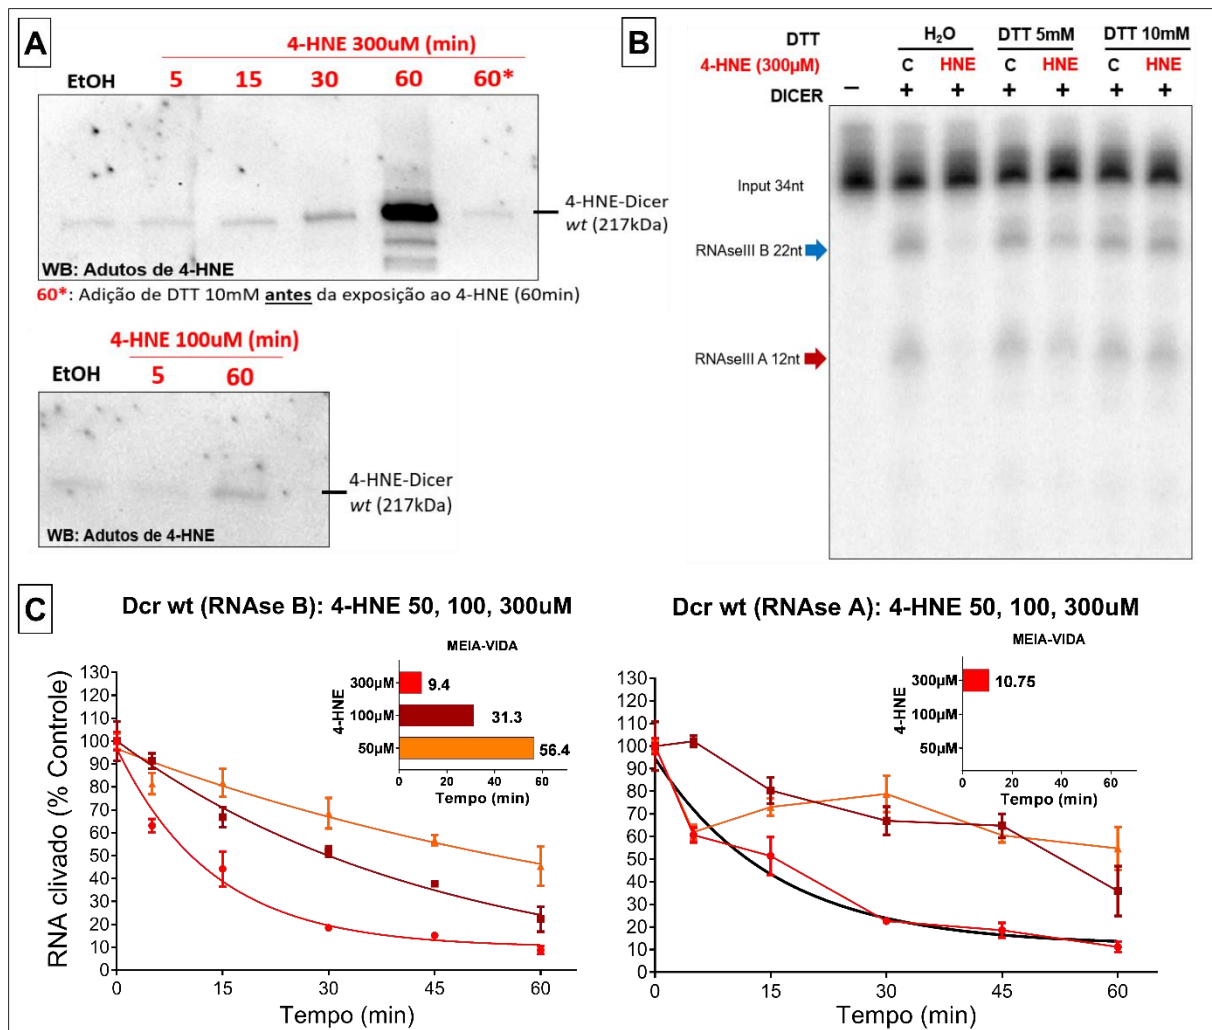 A
4-HNE 300uM (min)
EtOH 5 15 30 60 60*
4-HNE-Dicer
wt (217kDa)
WB: Adutos de 4-HNE
60*: Adição de DTT 10mM antes da exposição ao 4-HNE (60min)
4-HNE 100uM (min)
EtOH 5 60
4-HNE-Dicer
wt (217kDa)
WB: Adutos de 4-HNE
B
DTT H₂O DTT 5mM DTT 10mM
4-HNE (300µM) C HNE C HNE C HNE
DICER − + + + + + +
Input 34nt
RNAseIII B 22nt
RNAseIII A 12nt
C
Dcr wt (RNAse B): 4-HNE 50, 100, 300uM
MEIA-VIDA
4-HNE
300µM 9.4
100µM 31.3
50µM 56.4
0 20 40 60
Tempo (min)
RNA clivado (% Controle)
130
120
110
100
90
80
70
60
50
40
30
20
10
0
0 15 30 45 60
Tempo (min)
Dcr wt (RNAse A): 4-HNE 50, 100, 300uM
MEIA-VIDA
4-HNE
300µM 10.75
100µM
50µM
0 20 40 60
Tempo (min)
130
120
110
100
90
80
70
60
50
40
30
20
10
0
0 15 30 45 60
Tempo (min)